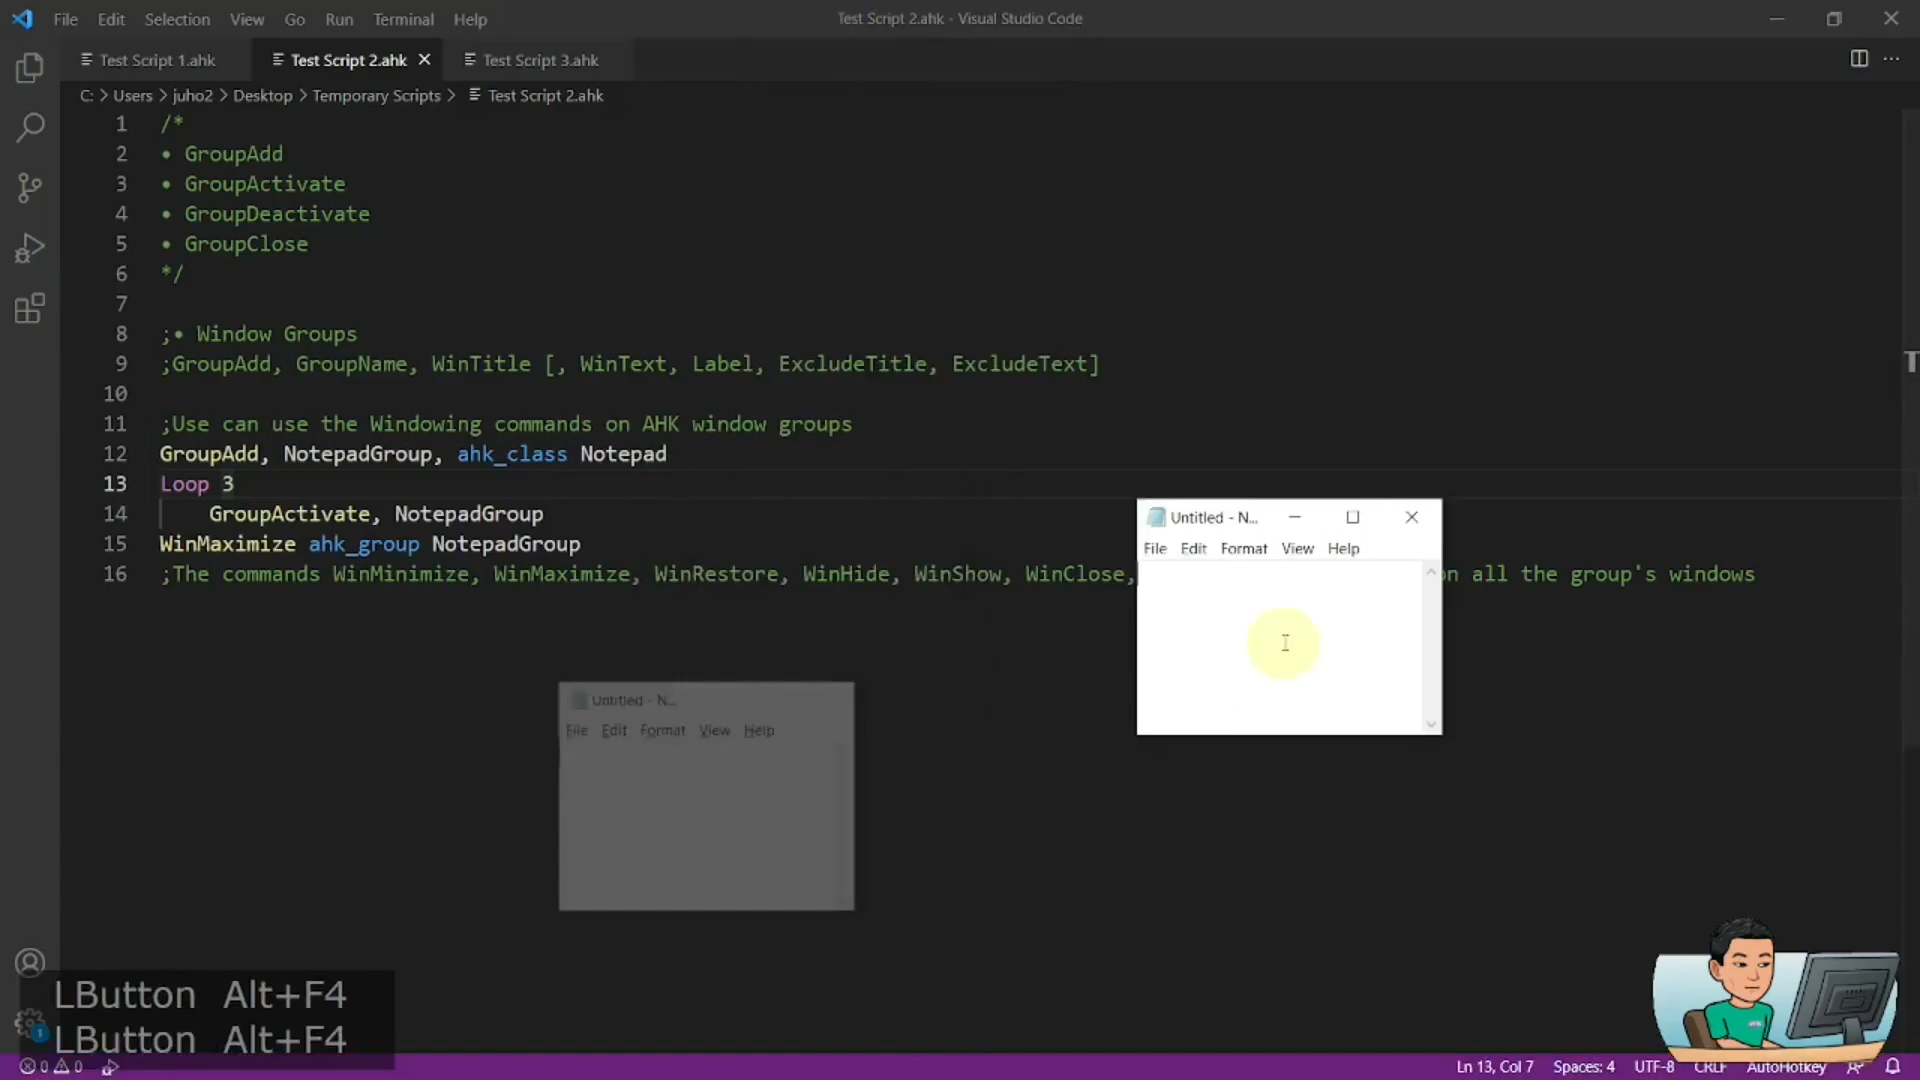 File Edit Selection View Go Run Terminal Help
Test Script 2.ahk - Visual Studio Code
Test Script 1.ahk
Test Script 2.ahk
Test Script 3.ahk
C: > Users > juho2 > Desktop > Temporary Scripts > Test Script 2.ahk
1 /*
2 • GroupAdd
3 • GroupActivate
4 • GroupDeactivate
5 • GroupClose
6 */
7
8 ;• Window Groups
9 ;GroupAdd, GroupName, WinTitle [, WinText, Label, ExcludeTitle, ExcludeText]
10
11 ;Use can use the Windowing commands on AHK window groups
12 GroupAdd, NotepadGroup, ahk_class Notepad
13 Loop 3
14 GroupActivate, NotepadGroup
15 WinMaximize ahk_group NotepadGroup
16 ;The commands WinMinimize, WinMaximize, WinRestore, WinHide, WinShow, WinClose, on all the group's windows
Untitled - N...
File Edit Format View Help
Untitled - N...
File Edit Format View Help
LButton Alt+F4
LButton Alt+F4
1
0 0
Ln 13, Col 7 Spaces: 4 UTF-8 CRLF AutoHotkey